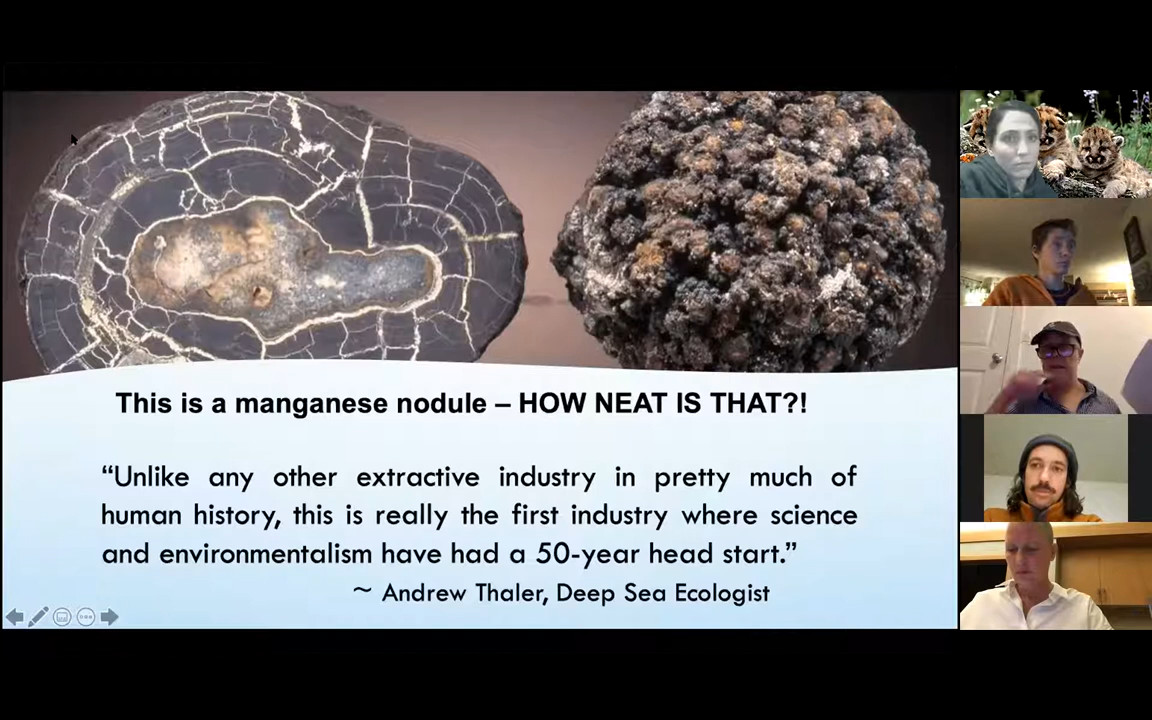 This is a manganese nodule – HOW NEAT IS THAT?!
“Unlike any other extractive industry in pretty much of
human history, this is really the first industry where science
and environmentalism have had a 50-year head start.”
~ Andrew Thaler, Deep Sea Ecologist